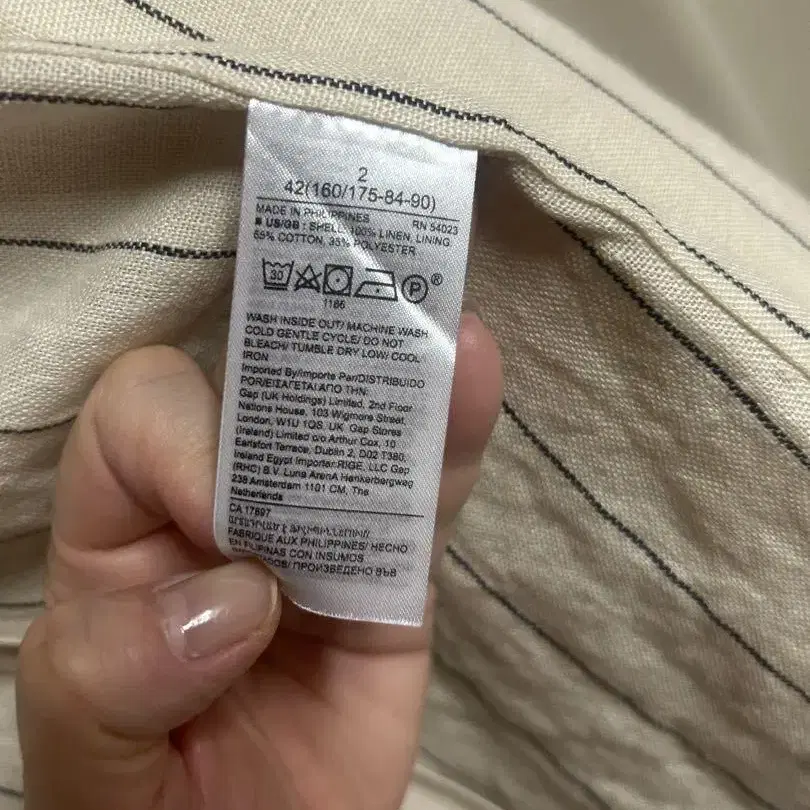 2
42(160/175-84-90)
MADE IN PHILIPPINES RN 54023
■ US/GB : SHELL: 100% LINEN, LINING
65% COTTON, 35% POLYESTER
30 P ®
1166
WASH INSIDE OUT/ MACHINE WASH
COLD GENTLE CYCLE/ DO NOT
BLEACH/ TUMBLE DRY LOW/ COOL
IRON
Imported By/Importe Par/DISTRIBUIDO
POR/ΕΙΣΑΓΕΤΑΙ ΑΠΟ ΤΗΝ:
Gap (UK Holdings) Limited, 2nd Floor
Nations House, 103 Wigmore Street,
London, W1U 1QS, UK Gap Stores
(Ireland) Limited c/o Arthur Cox, 10
Earlsfort Terrace, Dublin 2, D02 T380,
Ireland Egypt Importer:RIGE, LLC Gap
(RHC) B.V. Luna ArenA Herikerbergweg
238 Amsterdam 1101 CM, The
Netherlands
CA 17897
FABRIQUE AUX PHILIPPINES/ HECHO
EN FILIPINAS CON INSUMOS
ПРОИЗВЕДЕНО ВЪВ